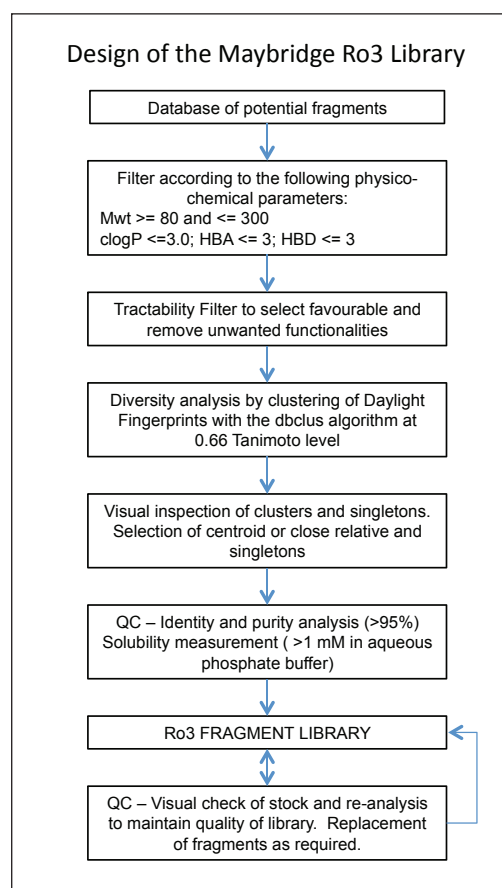 Design of the Maybridge Ro3 Library
Database of potential fragments
Filter according to the following physico-
chemical parameters:
Mwt >= 80 and <= 300
clogP <=3.0; HBA <= 3; HBD <= 3
Tractability Filter to select favourable and
remove unwanted functionalities
Diversity analysis by clustering of Daylight
Fingerprints with the dbclus algorithm at
0.66 Tanimoto level
Visual inspection of clusters and singletons.
Selection of centroid or close relative and
singletons
QC – Identity and purity analysis (>95%)
Solubility measurement ( >1 mM in aqueous
phosphate buffer)
Ro3 FRAGMENT LIBRARY
QC – Visual check of stock and re-analysis
to maintain quality of library.  Replacement
of fragments as required.